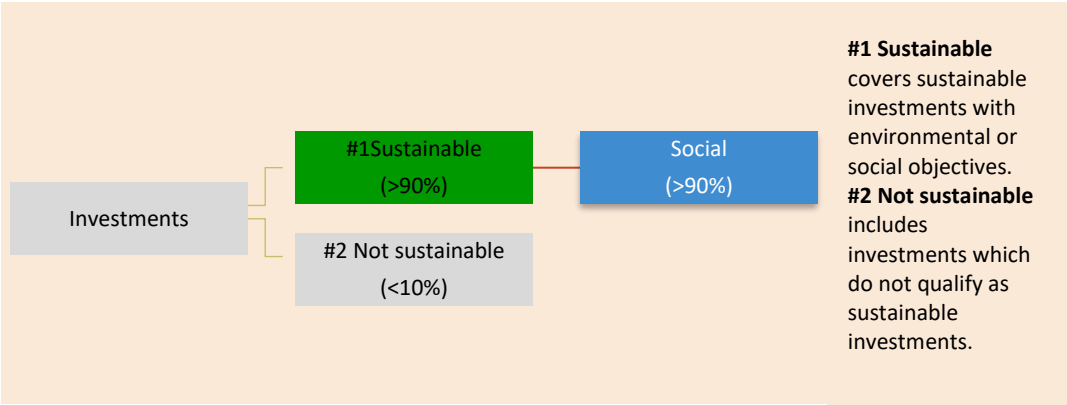 Investments
#1Sustainable
(>90%)
Social
(>90%)
#2 Not sustainable
(<10%)
#1 Sustainable
covers sustainable
investments with
environmental or
social objectives.
#2 Not sustainable
includes
investments which
do not qualify as
sustainable
investments.